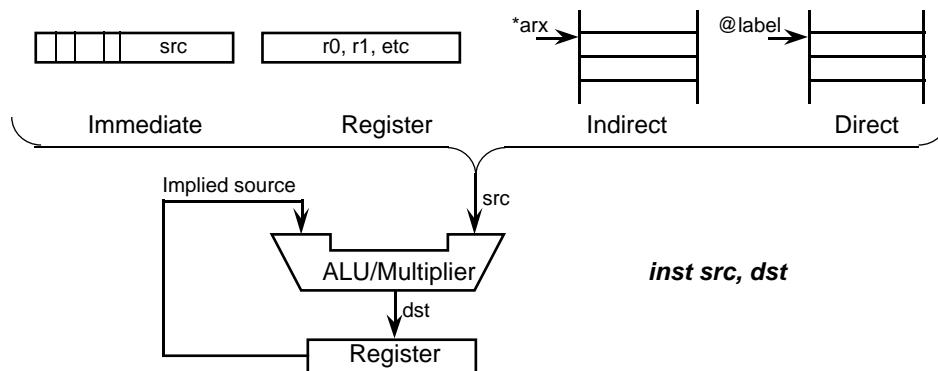 *arx
@label
src
r0, r1, etc
Immediate
Register
Indirect
Direct
Implied source
src
ALU/Multiplier
inst src, dst
dst
Register